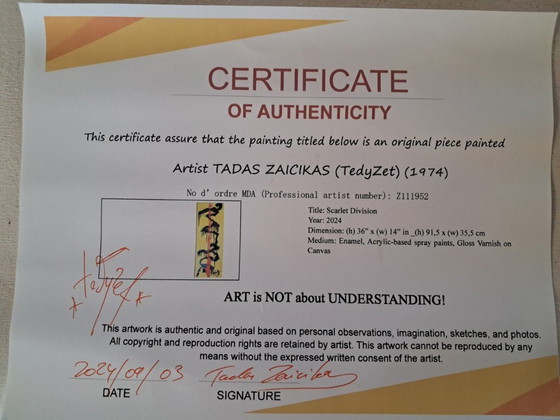 CERTIFICATE
OF AUTHENTICITY
This certificate assure that the painting titled below is an original piece painted
Artist TADAS ZAICIKAS (TedyZet) (1974)
No d' ordre MDA (Professional artist number): Z111952
Title: Scarlet Division
Year: 2024
Dimension: (h) 36" x (w) 14" in _(h) 91,5 x (w) 35,5 cm
Medium: Enamel, Acrylic-based spray paints, Gloss Varnish on
Canvas
TedyZet
ART is NOT about UNDERSTANDING!
This artwork is authentic and original based on personal observations, imagination, sketches, and photos.
All copyright and reproduction rights are retained by artist. This artwork cannot be reproduced by any
means without the expressed written consent of the artist.
2024/09/03 Tadas Zaicikas
DATE SIGNATURE